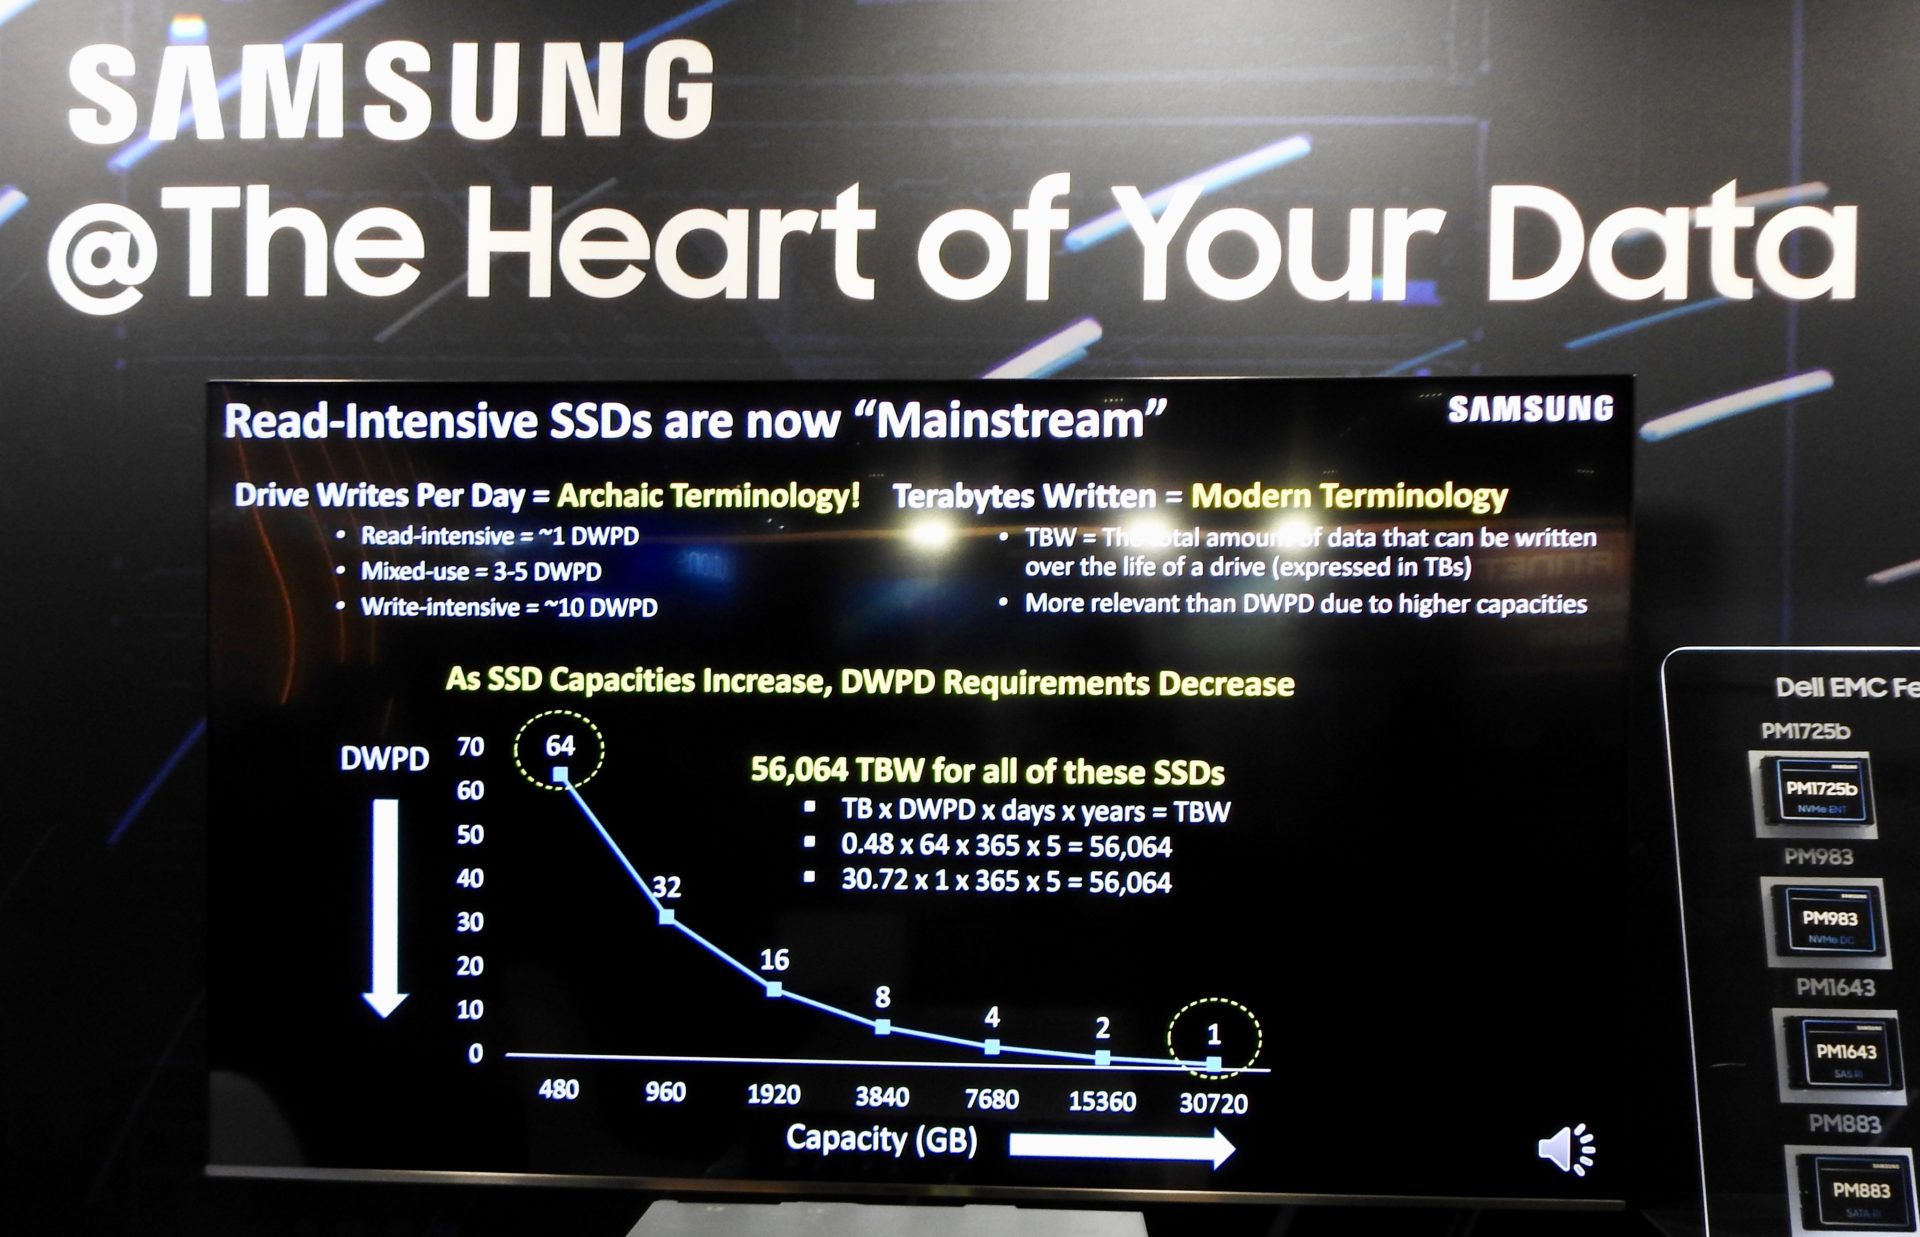 SAMSUNG
@The Heart of Your Data
Read-Intensive SSDs are now “Mainstream”
SAMSUNG
Drive Writes Per Day = Archaic Terminology!
• Read-intensive = ~1 DWPD
• Mixed-use = 3-5 DWPD
• Write-intensive = ~10 DWPD
Terabytes Written = Modern Terminology
• TBW = The total amount of data that can be written
over the life of a drive (expressed in TBs)
• More relevant than DWPD due to higher capacities
As SSD Capacities Increase, DWPD Requirements Decrease
DWPD
70
60
50
40
30
20
10
0
64
32
16
8
4
2
1
56,064 TBW for all of these SSDs
▪ TB x DWPD x days x years = TBW
▪ 0.48 x 64 x 365 x 5 = 56,064
▪ 30.72 x 1 x 365 x 5 = 56,064
480 960 1920 3840 7680 15360 30720
Capacity (GB)
Dell EMC Fe
PM1725b
SAMSUNG
PM1725b
NVMe ENT
PM983
SAMSUNG
PM983
NVMe DC
PM1643
SAMSUNG
PM1643
SAS RI
PM883
SAMSUNG
PM883
SATA RI